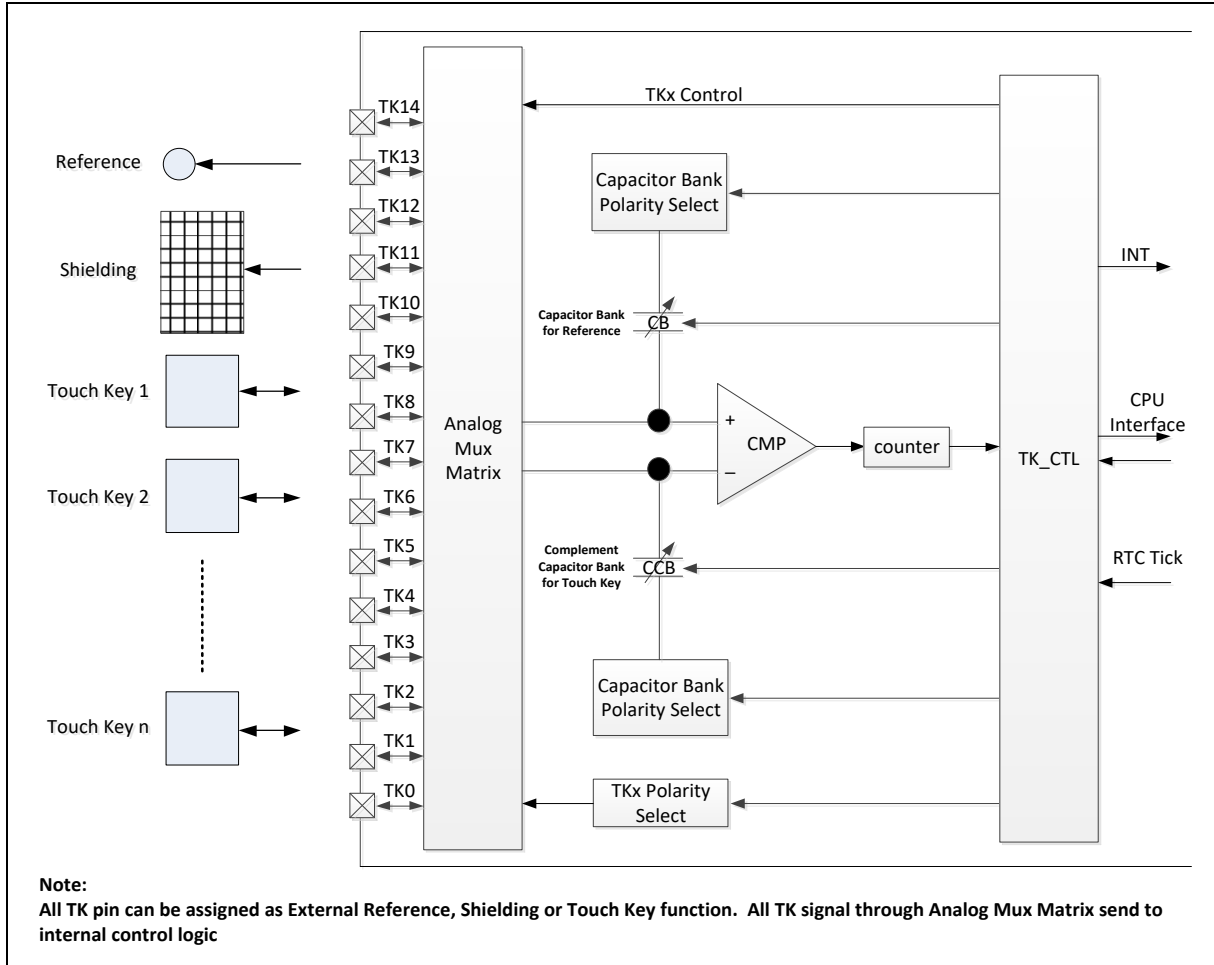 TK14
TK13
TK12
TK11
TK10
TK9
TK8
TK7
TK6
TK5
TK4
TK3
TK2
TK1
TK0
Reference
Shielding
Touch Key 1
Touch Key 2
Touch Key n
Analog
Mux
Matrix
TKx Control
Capacitor Bank
Polarity Select
Capacitor Bank
for Reference
CB
+
–
CMP
counter
Complement
Capacitor Bank
for Touch Key
CCB
Capacitor Bank
Polarity Select
TKx Polarity
Select
TK_CTL
INT
CPU
Interface
RTC Tick
Note:
All TK pin can be assigned as External Reference, Shielding or Touch Key function.  All TK signal through Analog Mux Matrix send to
internal control logic